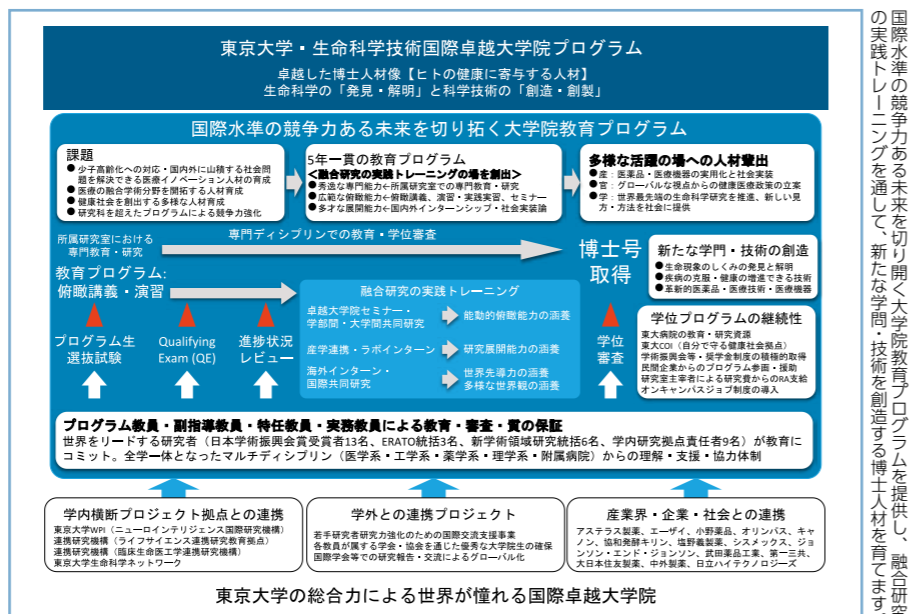 東京大学・生命科学技術国際卓越大学院プログラム
卓越した博士人材像【ヒトの健康に寄与する人材】
生命科学の「発見・解明」と科学技術の「創造・創製」
国際水準の競争力ある未来を切り拓く大学院教育プログラム
課題
●少子高齢化への対応・国内外に山積する社会問
題を解決できる医療イノベーション人材の育成
●医療の融合学術分野を開拓する人材育成
●健康社会を創出する多様な人材育成
●研究科を超えたプログラムによる競争力強化
5年一貫の教育プログラム
<融合研究の実践トレーニングの場を創出>
●秀逸な専門能力←所属研究室での専門教育・研究
●広範な俯瞰能力←俯瞰講義、演習・実践実習、セミナー
●多才な展開能力←国内外インターンシップ・社会実装論
多様な活躍の場への人材輩出
●産：医薬品・医療機器の実用化と社会実装
●官：グローバルな視点からの健康医療政策の立案
●学：世界最先端の生命科学研究を推進、新しい見
方・方法を社会に提供
所属研究室における
専門教育・研究
専門ディシプリンでの教育・学位審査
博士号
取得
新たな学門・技術の創造
●生命現象のしくみの発見と解明
●疾病の克服・健康の増進できる技術
●革新的医薬品・医療技術・医療機器
教育プログラム:
俯瞰講義・演習
プログラム生
選抜試験
Qualifying
Exam (QE)
進捗状況
レビュー
融合研究の実践トレーニング
卓越大学院セミナー・
学部間・大学間共同研究
能動的俯瞰能力の涵養
産学連携・ラボインターン
研究展開能力の涵養
海外インターン・
国際共同研究
世界先導力の涵養
多様な世界観の涵養
学位
審査
学位プログラムの継続性
東大病院の教育・研究資源
東大COI（自分で守る健康社会拠点）
学術振興会等・奨学金制度の積極的取得
民間企業からのプログラム参画・援助
研究室主宰者による研究費からのRA支給
オンキャンパスジョブ制度の導入
プログラム教員・副指導教員・特任教員・実務教員による教育・審査・質の保証
世界をリードする研究者（日本学術振興会賞受賞者13名、ERATO統括3名、新学術領域研究統括6名、学内研究拠点責任者9名）が教育に
コミット。全学一体となったマルチディシプリン（医学系・工学系・薬学系・理学系・附属病院）からの理解・支援・協力体制
学内横断プロジェクト拠点との連携
東京大学WPI（ニューロインテリジェンス国際研究機構）
連携研究機構（ライフサイエンス連携研究教育拠点）
連携研究機構（臨床生命医工学連携研究機構）
東京大学生命科学ネットワーク
学外との連携プロジェクト
若手研究者研究力強化のための国際交流支援事業
各教員が属する学会・協会を通じた優秀な大学院生の確保
国際学会等での研究報告・交流によるグローバル化
産業界・企業・社会との連携
アステラス製薬、エーザイ、小野薬品、オリンパス、キャ
ノン、協和発酵キリン、塩野義製薬、シスメックス、ジョ
ンソン・エンド・ジョンソン、武田薬品工業、第一三共、
大日本住友製薬、中外製薬、日立ハイテクノロジーズ
東京大学の総合力による世界が憧れる国際卓越大学院
国際水準の競争力ある未来を切り開く大学院教育プログラムを提供し、融合研究
の実践トレーニングを通して、新たな学問・技術を創造する博士人材を育てます。